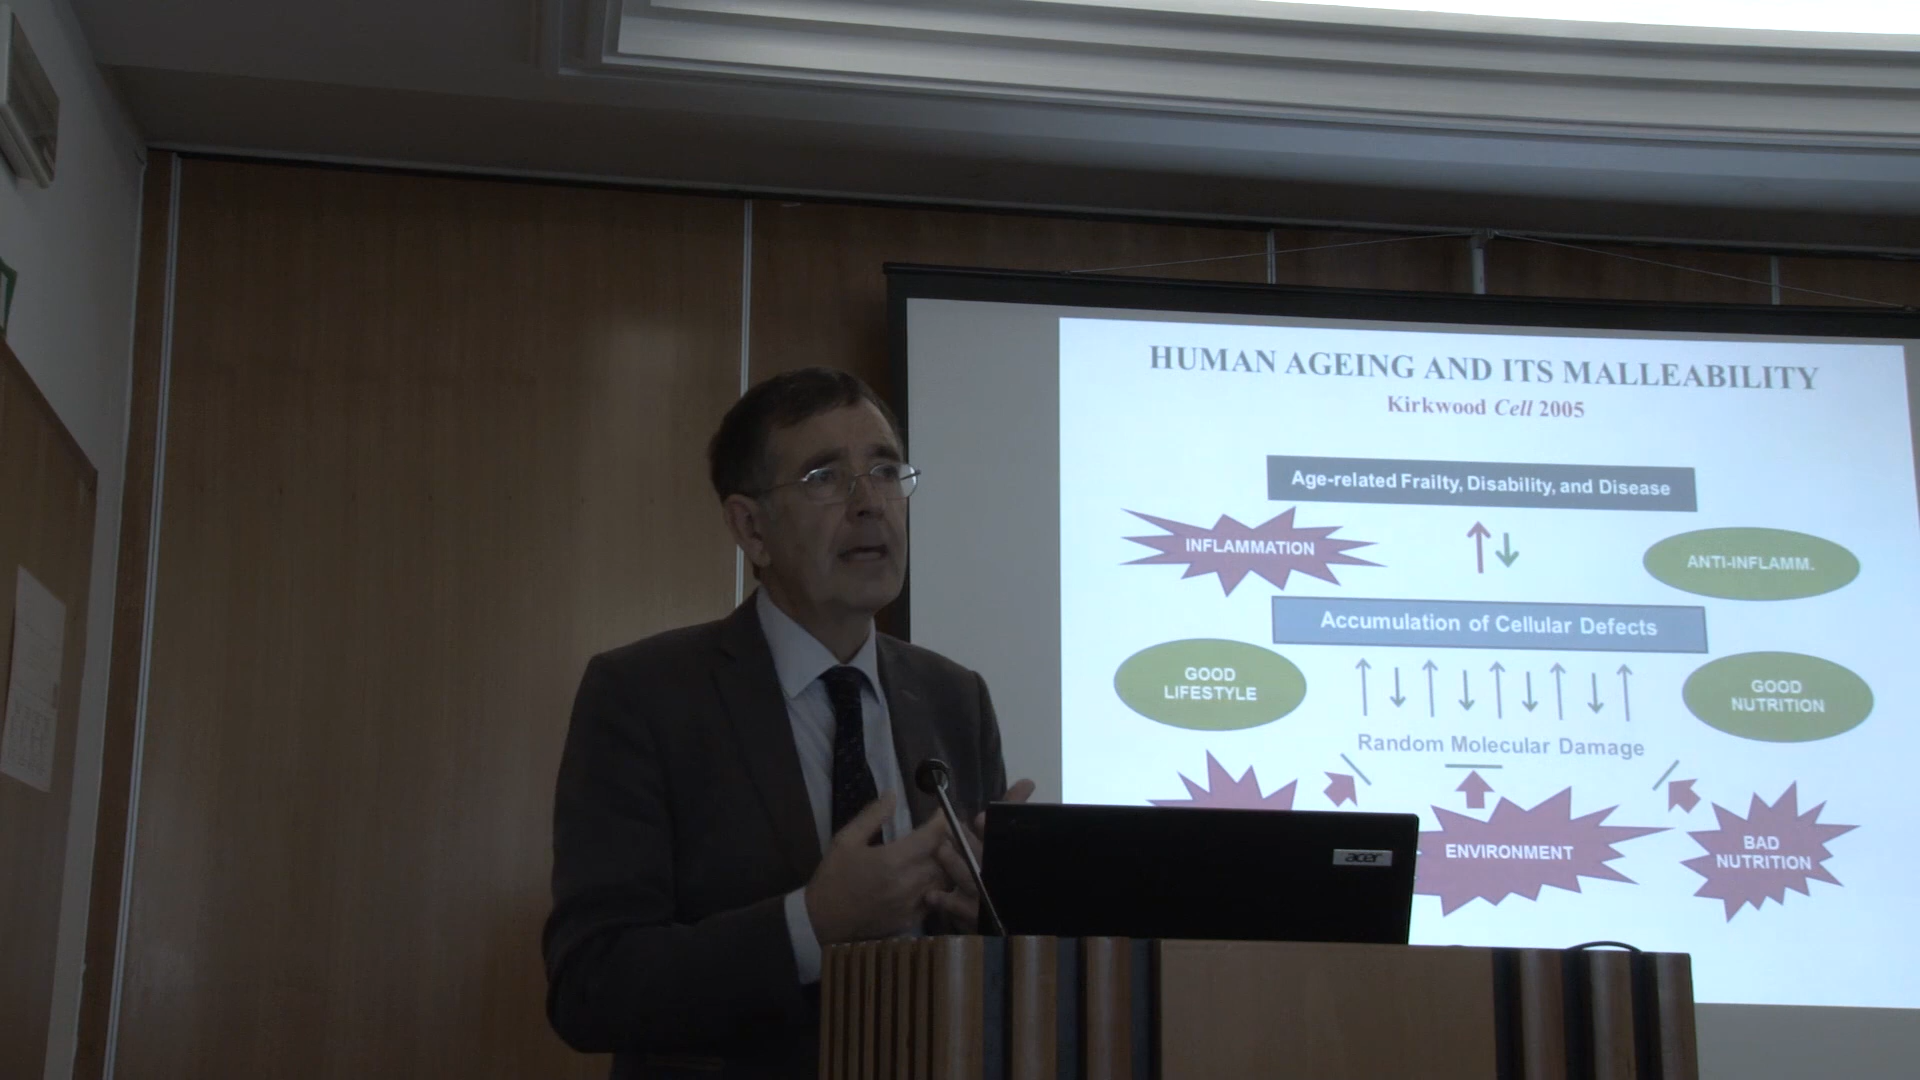 HUMAN AGEING AND ITS MALLEABILITY
Kirkwood Cell 2005
Age-related Frailty, Disability, and Disease
INFLAMMATION
ANTI-INFLAMM.
Accumulation of Cellular Defects
GOOD
LIFESTYLE
GOOD
NUTRITION
Random Molecular Damage
ENVIRONMENT
BAD
NUTRITION
acer